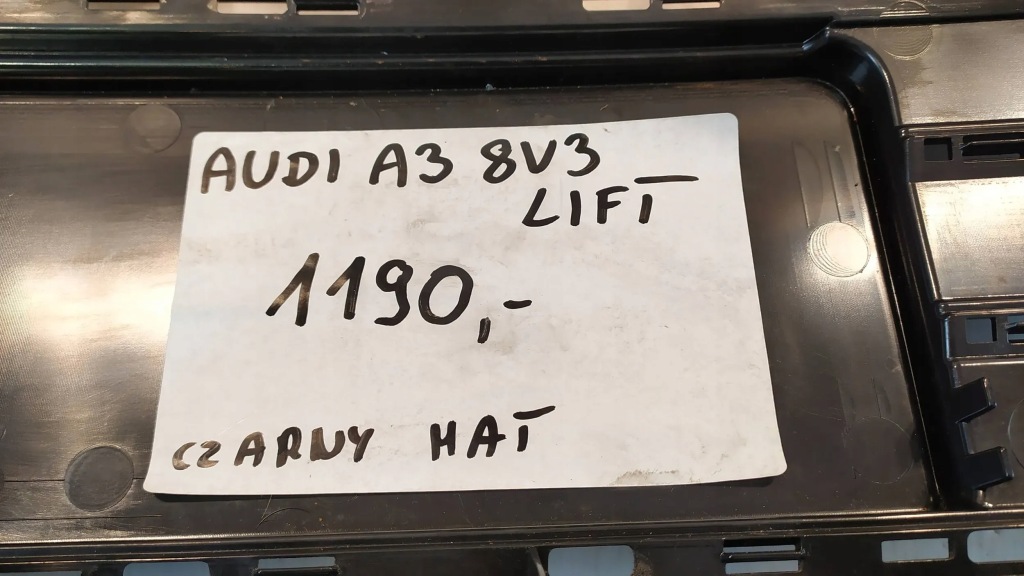 AUDI A3 8V3
LIFT
1190,-
CZARNY MAT